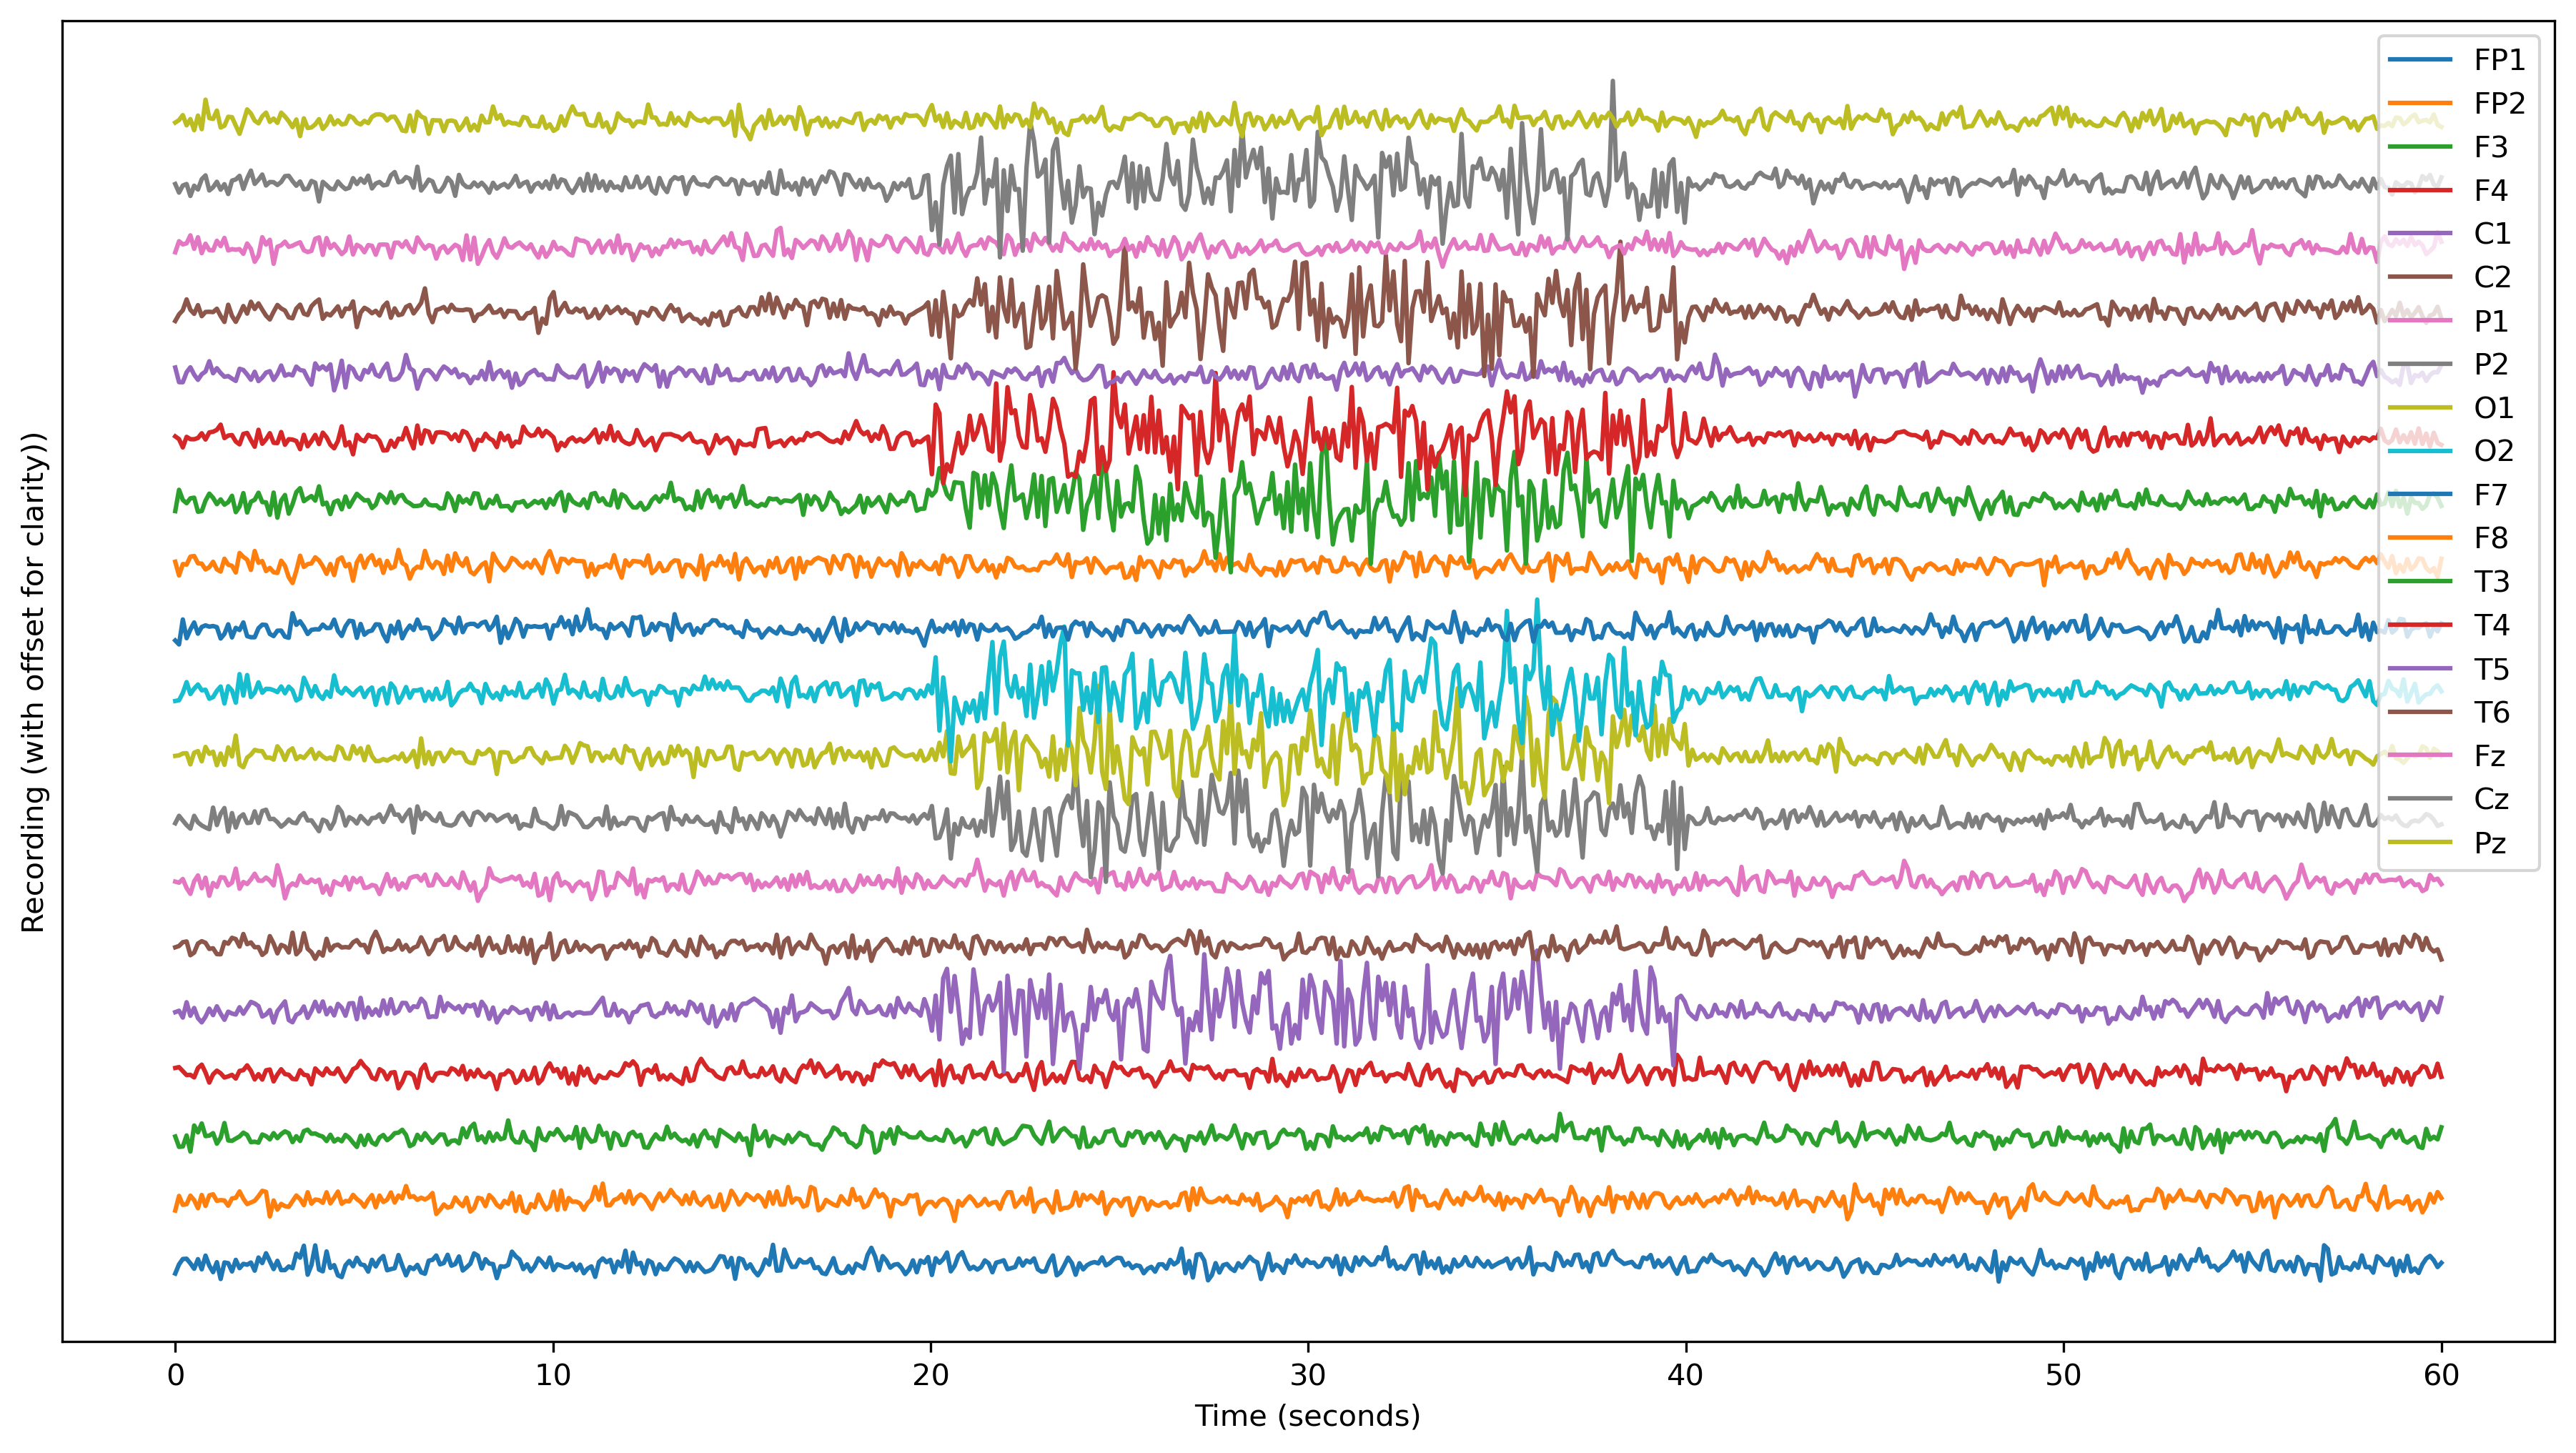 Recording (with offset for clarity))
FP1
FP2
F3
F4
C1
C2
P1
P2
O1
O2
F7
F8
T3
T4
T5
T6
Fz
Cz
Pz
0 10 20 30 40 50 60
Time (seconds)